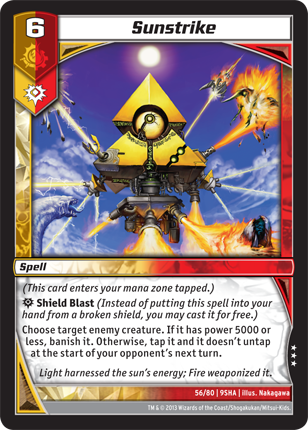 6
Sunstrike
Spell
(This card enters your mana zone tapped.)
Shield Blast (Instead of putting this spell into your
hand from a broken shield, you may cast it for free.)
Choose target enemy creature. If it has power 5000 or
less, banish it. Otherwise, tap it and it doesn't untap
at the start of your opponent's next turn.
Light harnessed the sun's energy; Fire weaponized it.
56/80 | 9SHA | illus. Nakagawa
TM & © 2013 Wizards of the Coast/Shogakukan/Mitsui-Kids.